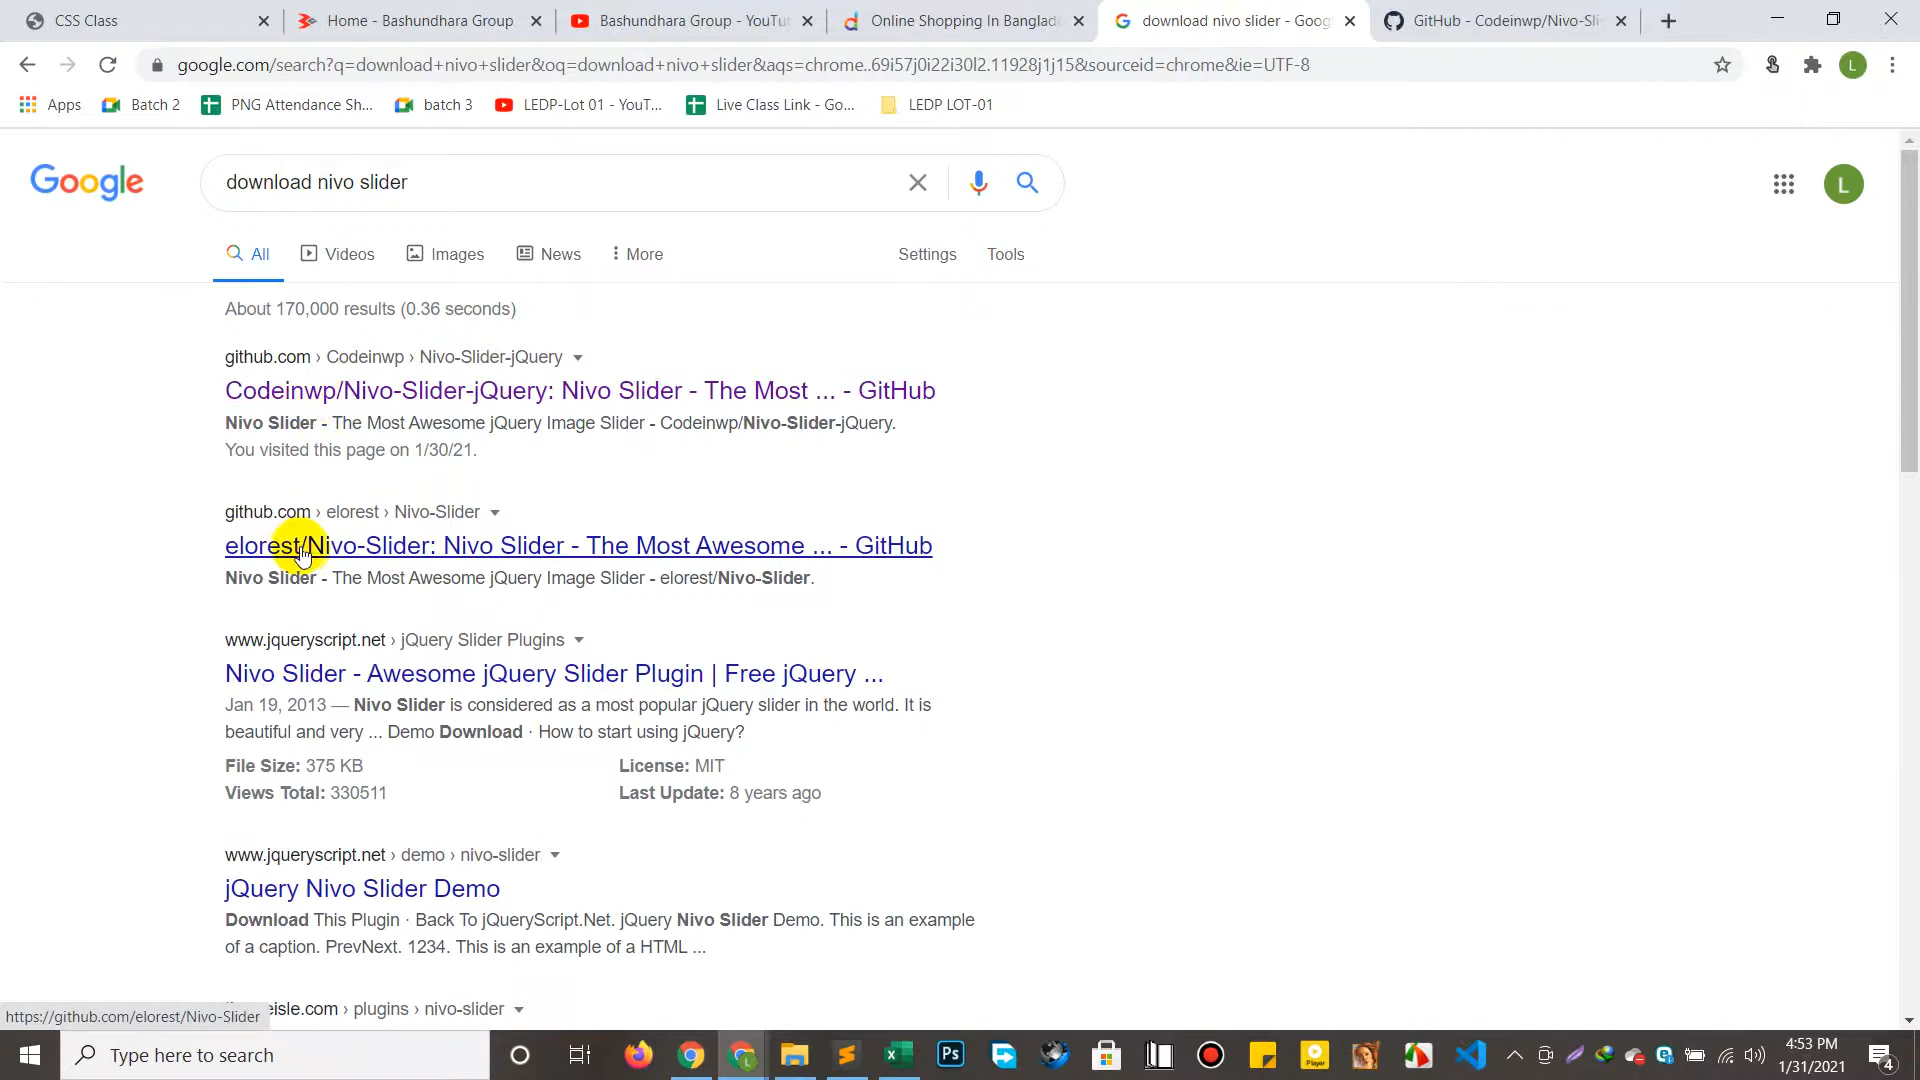 CSS Class
Home - Bashundhara Group
Bashundhara Group - YouTu
Online Shopping In Banglad
download nivo slider - Goog
GitHub - Codeinwp/Nivo-Sli
google.com/search?q=download+nivo+slider&oq=download+nivo+slider&aqs=chrome..69i57j0i22i30l2.11928j1j15&sourceid=chrome&ie=UTF-8
L
Apps
Batch 2
PNG Attendance Sh...
batch 3
LEDP-Lot 01 - YouT...
Live Class Link - Go...
LEDP LOT-01
Google
download nivo slider
L
All
Videos
Images
News
More
Settings
Tools
About 170,000 results (0.36 seconds)
github.com › Codeinwp › Nivo-Slider-jQuery
Codeinwp/Nivo-Slider-jQuery: Nivo Slider - The Most ... - GitHub
Nivo Slider - The Most Awesome jQuery Image Slider - Codeinwp/Nivo-Slider-jQuery.
You visited this page on 1/30/21.
github.com › elorest › Nivo-Slider
elorest/Nivo-Slider: Nivo Slider - The Most Awesome ... - GitHub
Nivo Slider - The Most Awesome jQuery Image Slider - elorest/Nivo-Slider.
www.jqueryscript.net › jQuery Slider Plugins
Nivo Slider - Awesome jQuery Slider Plugin | Free jQuery ...
Jan 19, 2013 — Nivo Slider is considered as a most popular jQuery slider in the world. It is
beautiful and very ... Demo Download · How to start using jQuery?
File Size: 375 KB
License: MIT
Views Total: 330511
Last Update: 8 years ago
www.jqueryscript.net › demo › nivo-slider
jQuery Nivo Slider Demo
Download This Plugin · Back To jQueryScript.Net. jQuery Nivo Slider Demo. This is an example
of a caption. PrevNext. 1234. This is an example of a HTML ...
eisle.com › plugins › nivo-slider
https://github.com/elorest/Nivo-Slider
Type here to search
Ps
Player
4:53 PM
1/31/2021
4